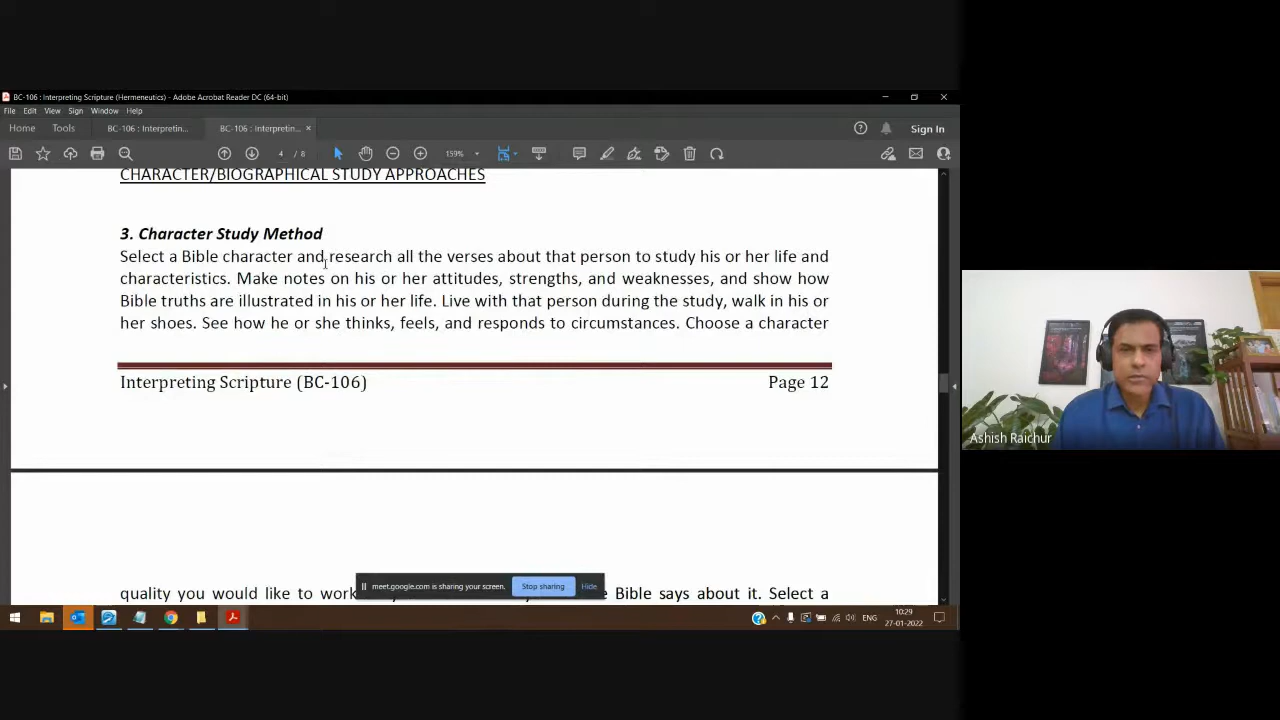 BC-106 : Interpreting Scripture (Hermeneutics) - Adobe Acrobat Reader DC (64-bit)
File Edit View Sign Window Help
Home Tools BC-106 : Interpretin... BC-106 : Interpretin... × Sign In
4 / 8 159%
CHARACTER/BIOGRAPHICAL STUDY APPROACHES
3. Character Study Method
Select a Bible character and research all the verses about that person to study his or her life and
characteristics. Make notes on his or her attitudes, strengths, and weaknesses, and show how
Bible truths are illustrated in his or her life. Live with that person during the study, walk in his or
her shoes. See how he or she thinks, feels, and responds to circumstances. Choose a character
Interpreting Scripture (BC-106) Page 12
quality you would like to work
Bible says about it. Select a
meet.google.com is sharing your screen. Stop sharing Hide
ENG
10:29
27-01-2022
Ashish Raichur